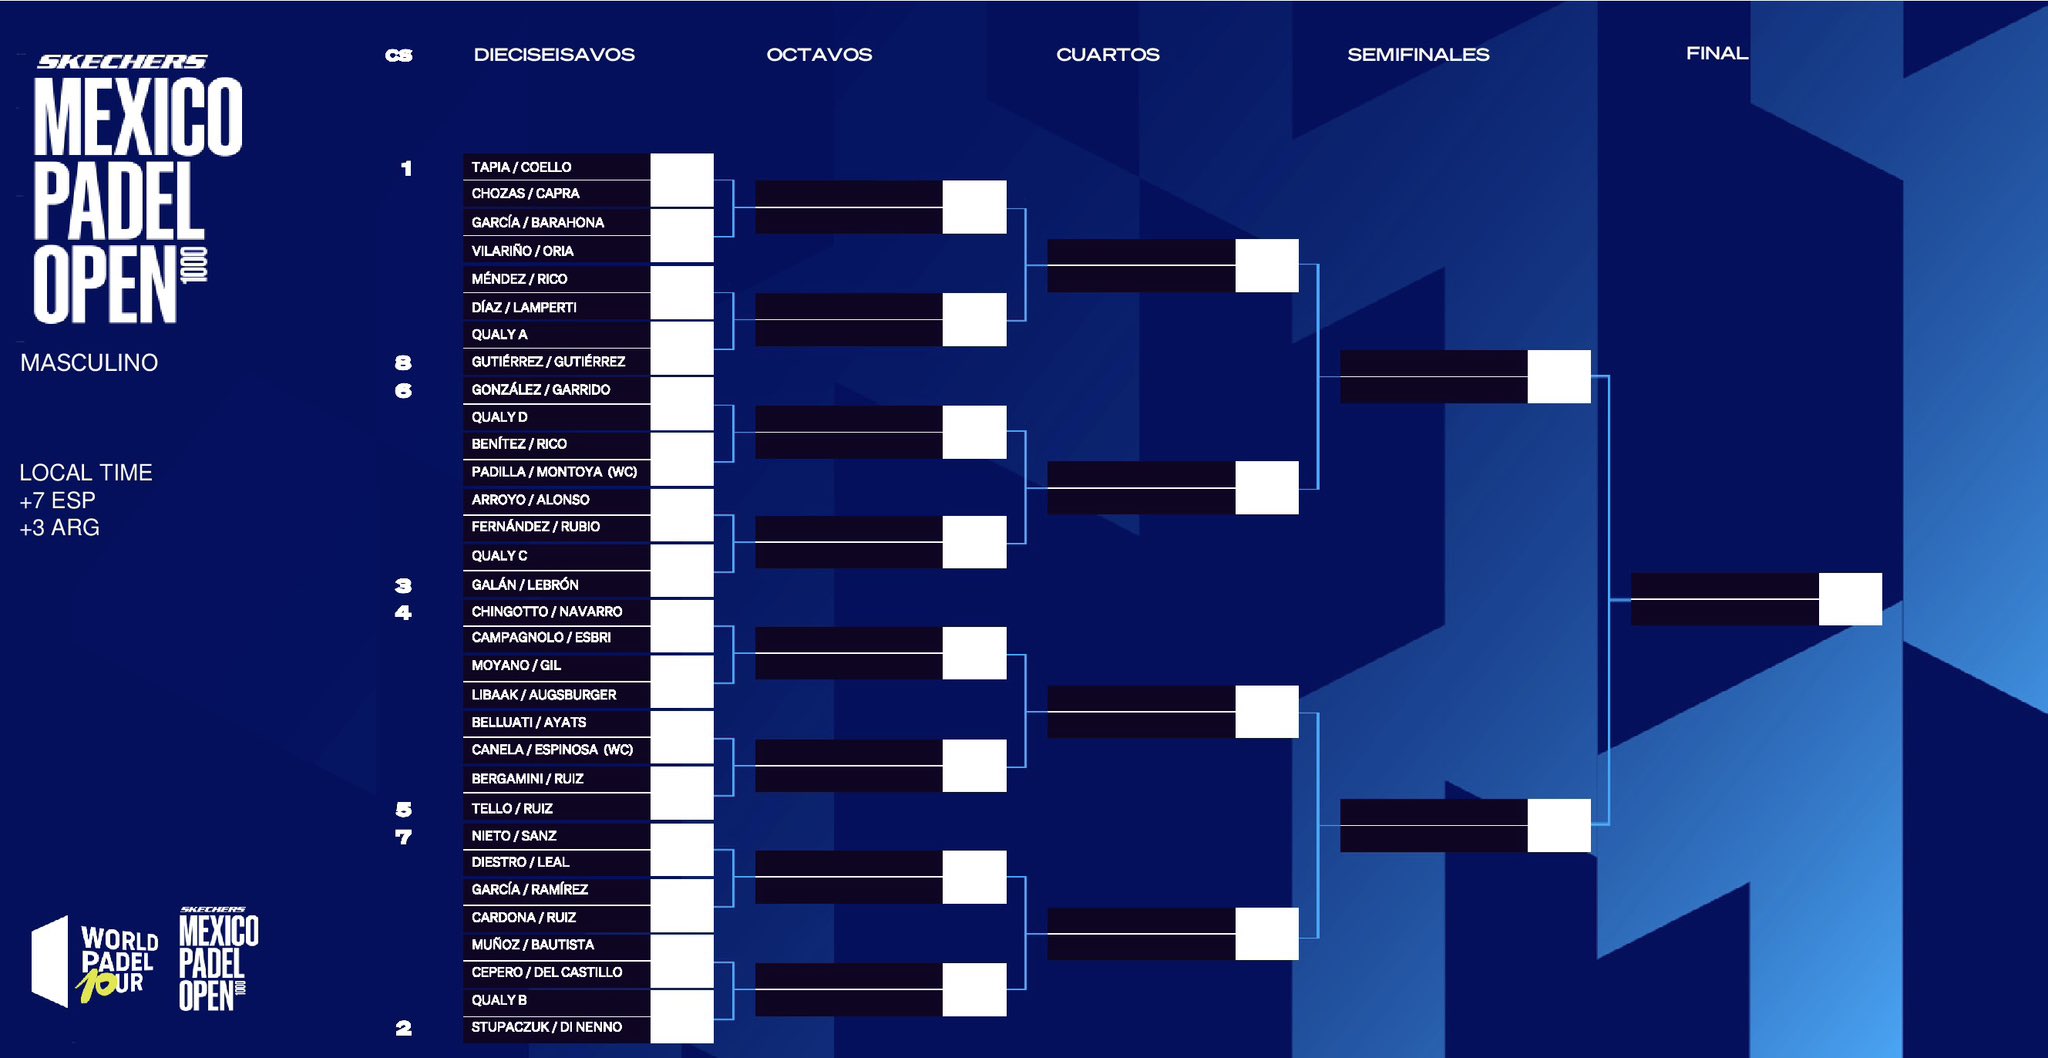 SKECHERS
MEXICO
PADEL
OPEN 1000
MASCULINO
LOCAL TIME
+7 ESP
+3 ARG
CS DIECISEISAVOS OCTAVOS CUARTOS SEMIFINALES FINAL
1 TAPIA / COELLO
CHOZAS / CAPRA
GARCÍA / BARAHONA
VILARIÑO / ORIA
MÉNDEZ / RICO
DÍAZ / LAMPERTI
QUALY A
8 GUTIÉRREZ / GUTIÉRREZ
6 GONZÁLEZ / GARRIDO
QUALY D
BENÍTEZ / RICO
PADILLA / MONTOYA (WC)
ARROYO / ALONSO
FERNÁNDEZ / RUBIO
QUALY C
3 GALÁN / LEBRÓN
4 CHINGOTTO / NAVARRO
CAMPAGNOLO / ESBRI
MOYANO / GIL
LIBAAK / AUGSBURGER
BELLUATI / AYATS
CANELA / ESPINOSA (WC)
BERGAMINI / RUIZ
5 TELLO / RUIZ
7 NIETO / SANZ
DIESTRO / LEAL
GARCÍA / RAMÍREZ
CARDONA / RUIZ
MUÑOZ / BAUTISTA
CEPERO / DEL CASTILLO
QUALY B
2 STUPACZUK / DI NENNO
WORLD
PADEL
10UR
SKECHERS
MEXICO
PADEL
OPEN 1000